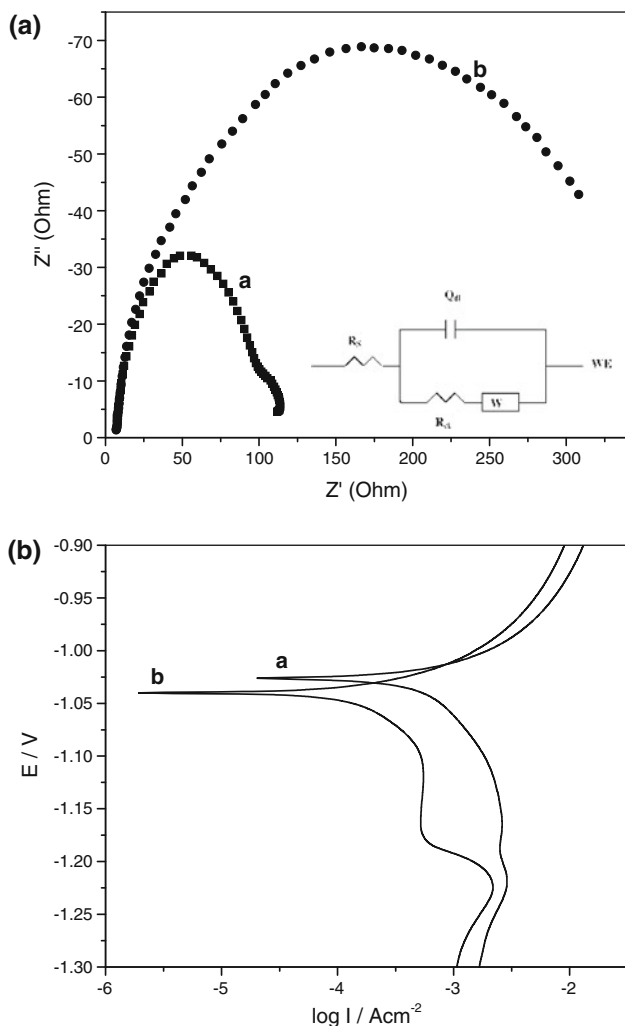 (a)
-70
-60
-50
-40
-30
-20
-10
0
Z'' (Ohm)
b
a
Q_dl
R_S
WE
W
R_ct
0 50 100 150 200 250 300
Z' (Ohm)
(b)
-0.90
-0.95
-1.00
-1.05
-1.10
-1.15
-1.20
-1.25
-1.30
E / V
a
b
-6 -5 -4 -3 -2
log I / Acm⁻²